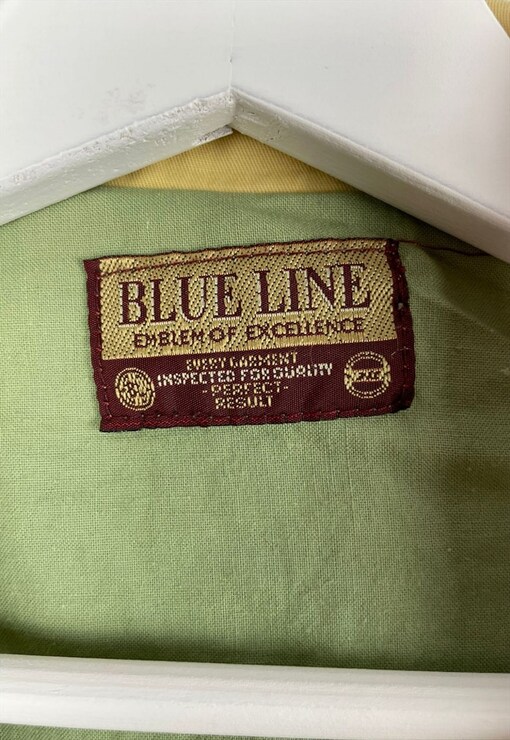 BLUE LINE
EMBLEM OF EXCELLENCE
EVERY GARMENT
INSPECTED FOR QUALITY
-PERFECT-
RESULT